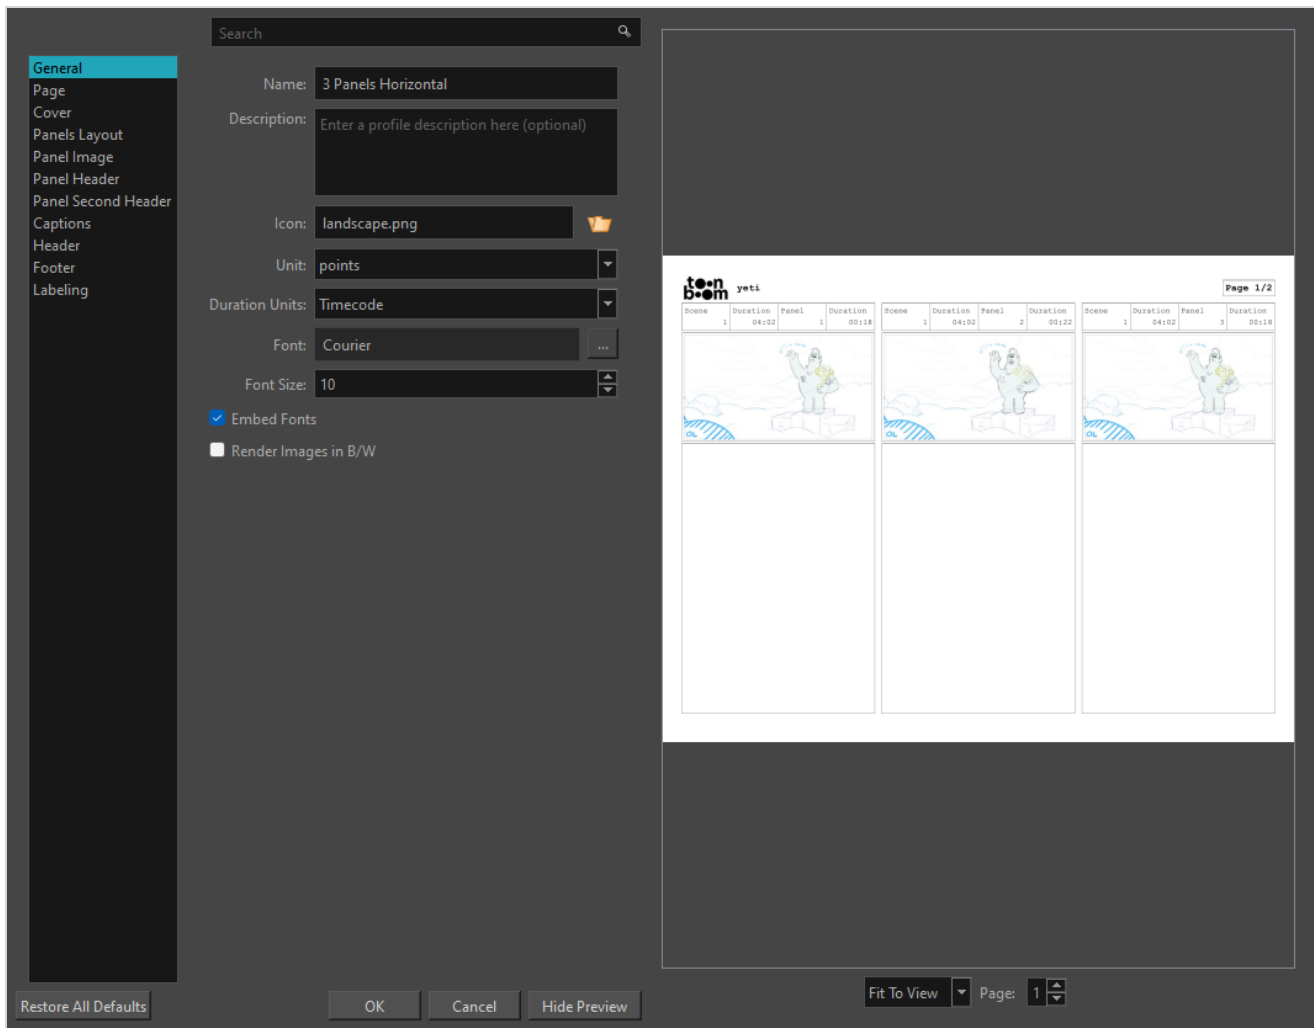 Search
General
Page
Cover
Panels Layout
Panel Image
Panel Header
Panel Second Header
Captions
Header
Footer
Labeling
Name: 3 Panels Horizontal
Description: Enter a profile description here (optional)
Icon: landscape.png
Unit: points
Duration Units: Timecode
Font: Courier ...
Font Size: 10
Embed Fonts
Render Images in B/W
toon
boom yeti Page 1/2
Scene Duration Panel Duration Scene Duration Panel Duration Scene Duration Panel Duration
1 04:02 1 00:18 1 04:02 2 00:22 1 04:02 3 00:18
OL OL OL
Fit To View Page: 1
Restore All Defaults OK Cancel Hide Preview